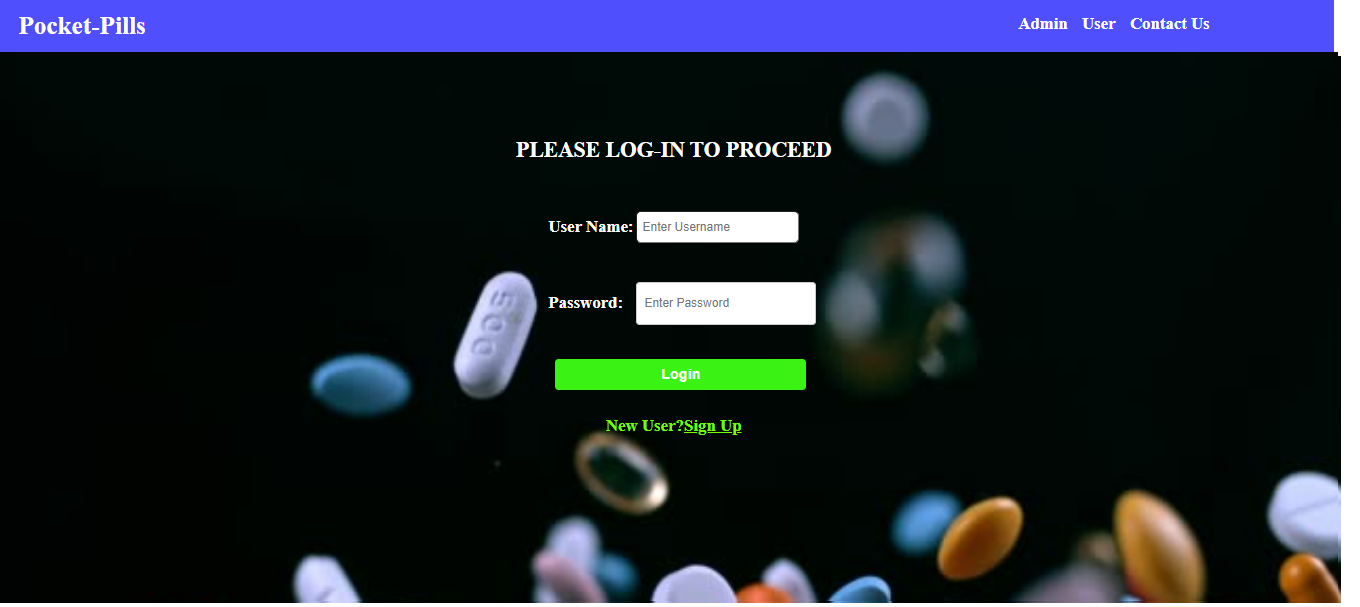 Pocket-Pills
Admin User Contact Us
PLEASE LOG-IN TO PROCEED
User Name: Enter Username
Password: Enter Password
Login
New User?Sign Up
500